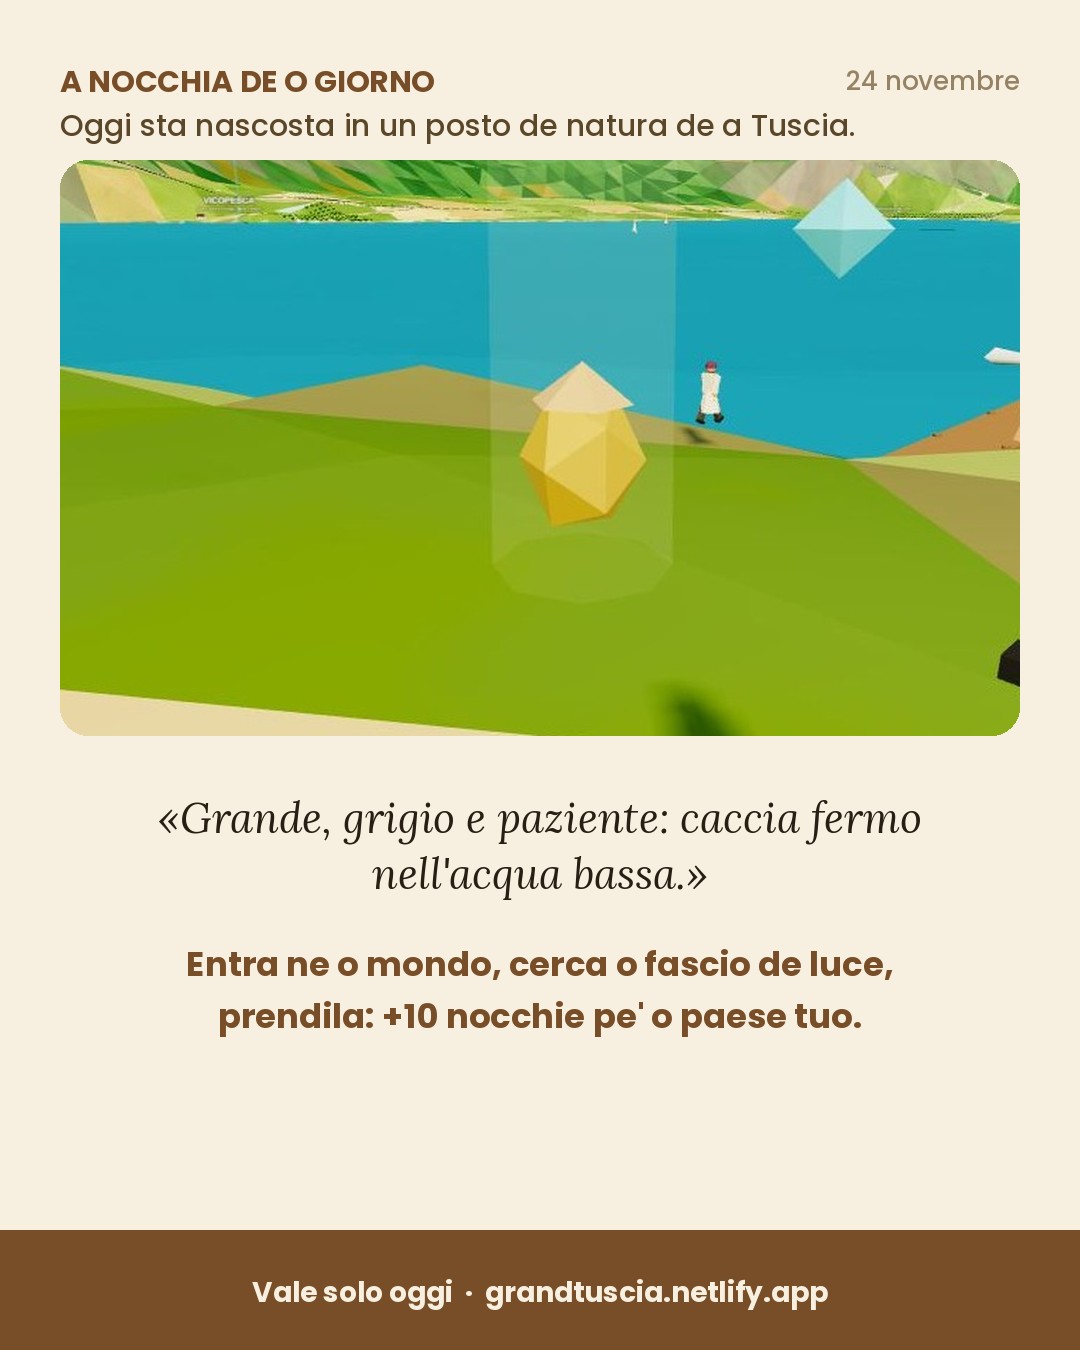 A NOCCHIA DE O GIORNO
24 novembre
Oggi sta nascosta in un posto de natura de a Tuscia.
VICOPESCA
«Grande, grigio e paziente: caccia fermo
nell'acqua bassa.»
Entra ne o mondo, cerca o fascio de luce,
prendila: +10 nocchie pe' o paese tuo.
Vale solo oggi · grandtuscia.netlify.app